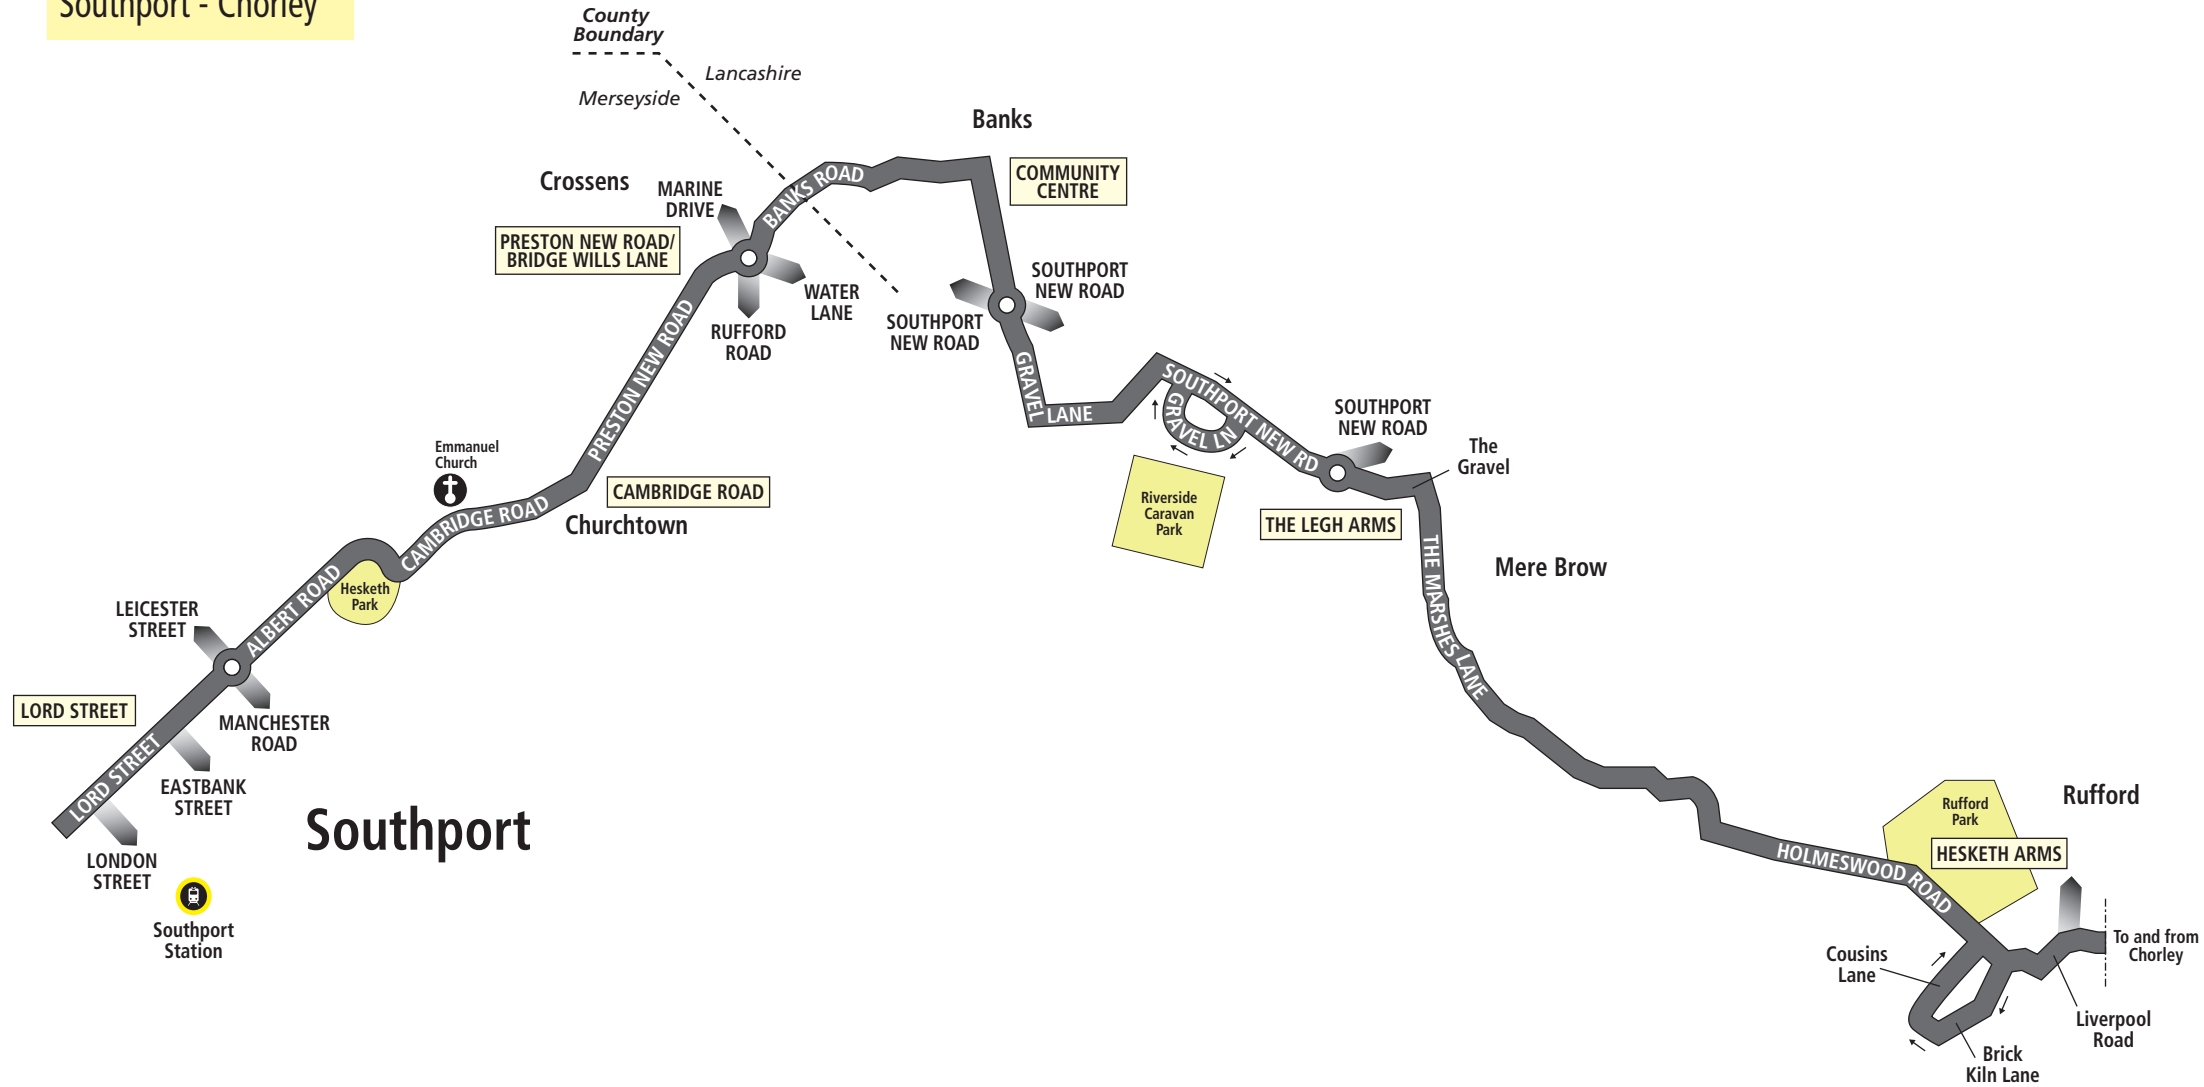 Southport - Chorley
County
Boundary
Lancashire
Merseyside
Banks
Crossens
MARINE
DRIVE
BANKS ROAD
COMMUNITY
CENTRE
PRESTON NEW ROAD/
BRIDGE WILLS LANE
WATER
LANE
RUFFORD
ROAD
SOUTHPORT
NEW ROAD
SOUTHPORT
NEW ROAD
PRESTON NEW ROAD
GRAVEL
LANE
SOUTHPORT NEW RD
GRAVEL LN
SOUTHPORT
NEW ROAD
The
Gravel
Emmanuel
Church
CAMBRIDGE ROAD
CAMBRIDGE ROAD
Churchtown
Riverside
Caravan
Park
THE LEGH ARMS
THE MARSHES LANE
Mere Brow
Hesketh
Park
ALBERT ROAD
LEICESTER
STREET
LORD STREET
MANCHESTER
ROAD
LORD STREET
EASTBANK
STREET
LONDON
STREET
Southport
Southport
Station
HOLMESWOOD ROAD
Rufford
Park
Rufford
HESKETH ARMS
To and from
Chorley
Cousins
Lane
Liverpool
Road
Brick
Kiln Lane